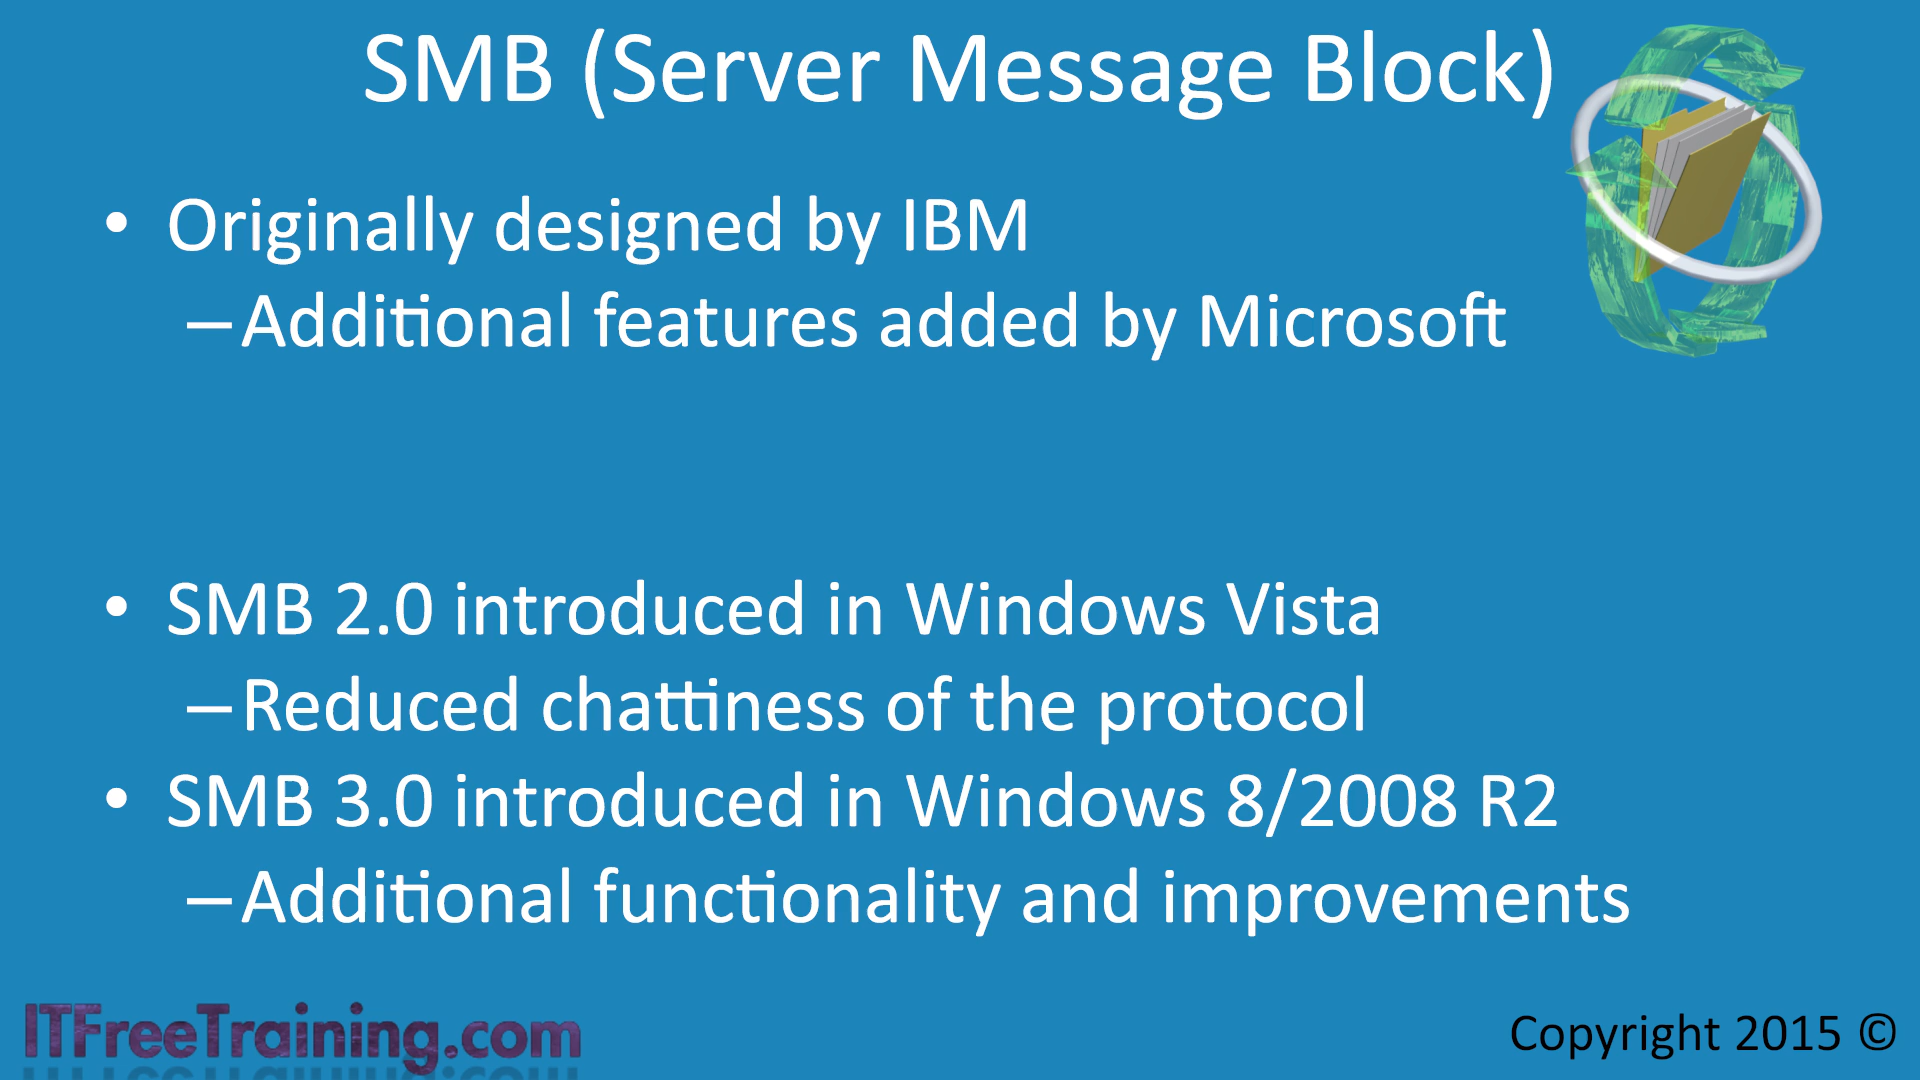 SMB (Server Message Block)
• Originally designed by IBM
–Additional features added by Microsoft
• SMB 2.0 introduced in Windows Vista
–Reduced chattiness of the protocol
• SMB 3.0 introduced in Windows 8/2008 R2
–Additional functionality and improvements
ITFreeTraining.com
Copyright 2015 ©